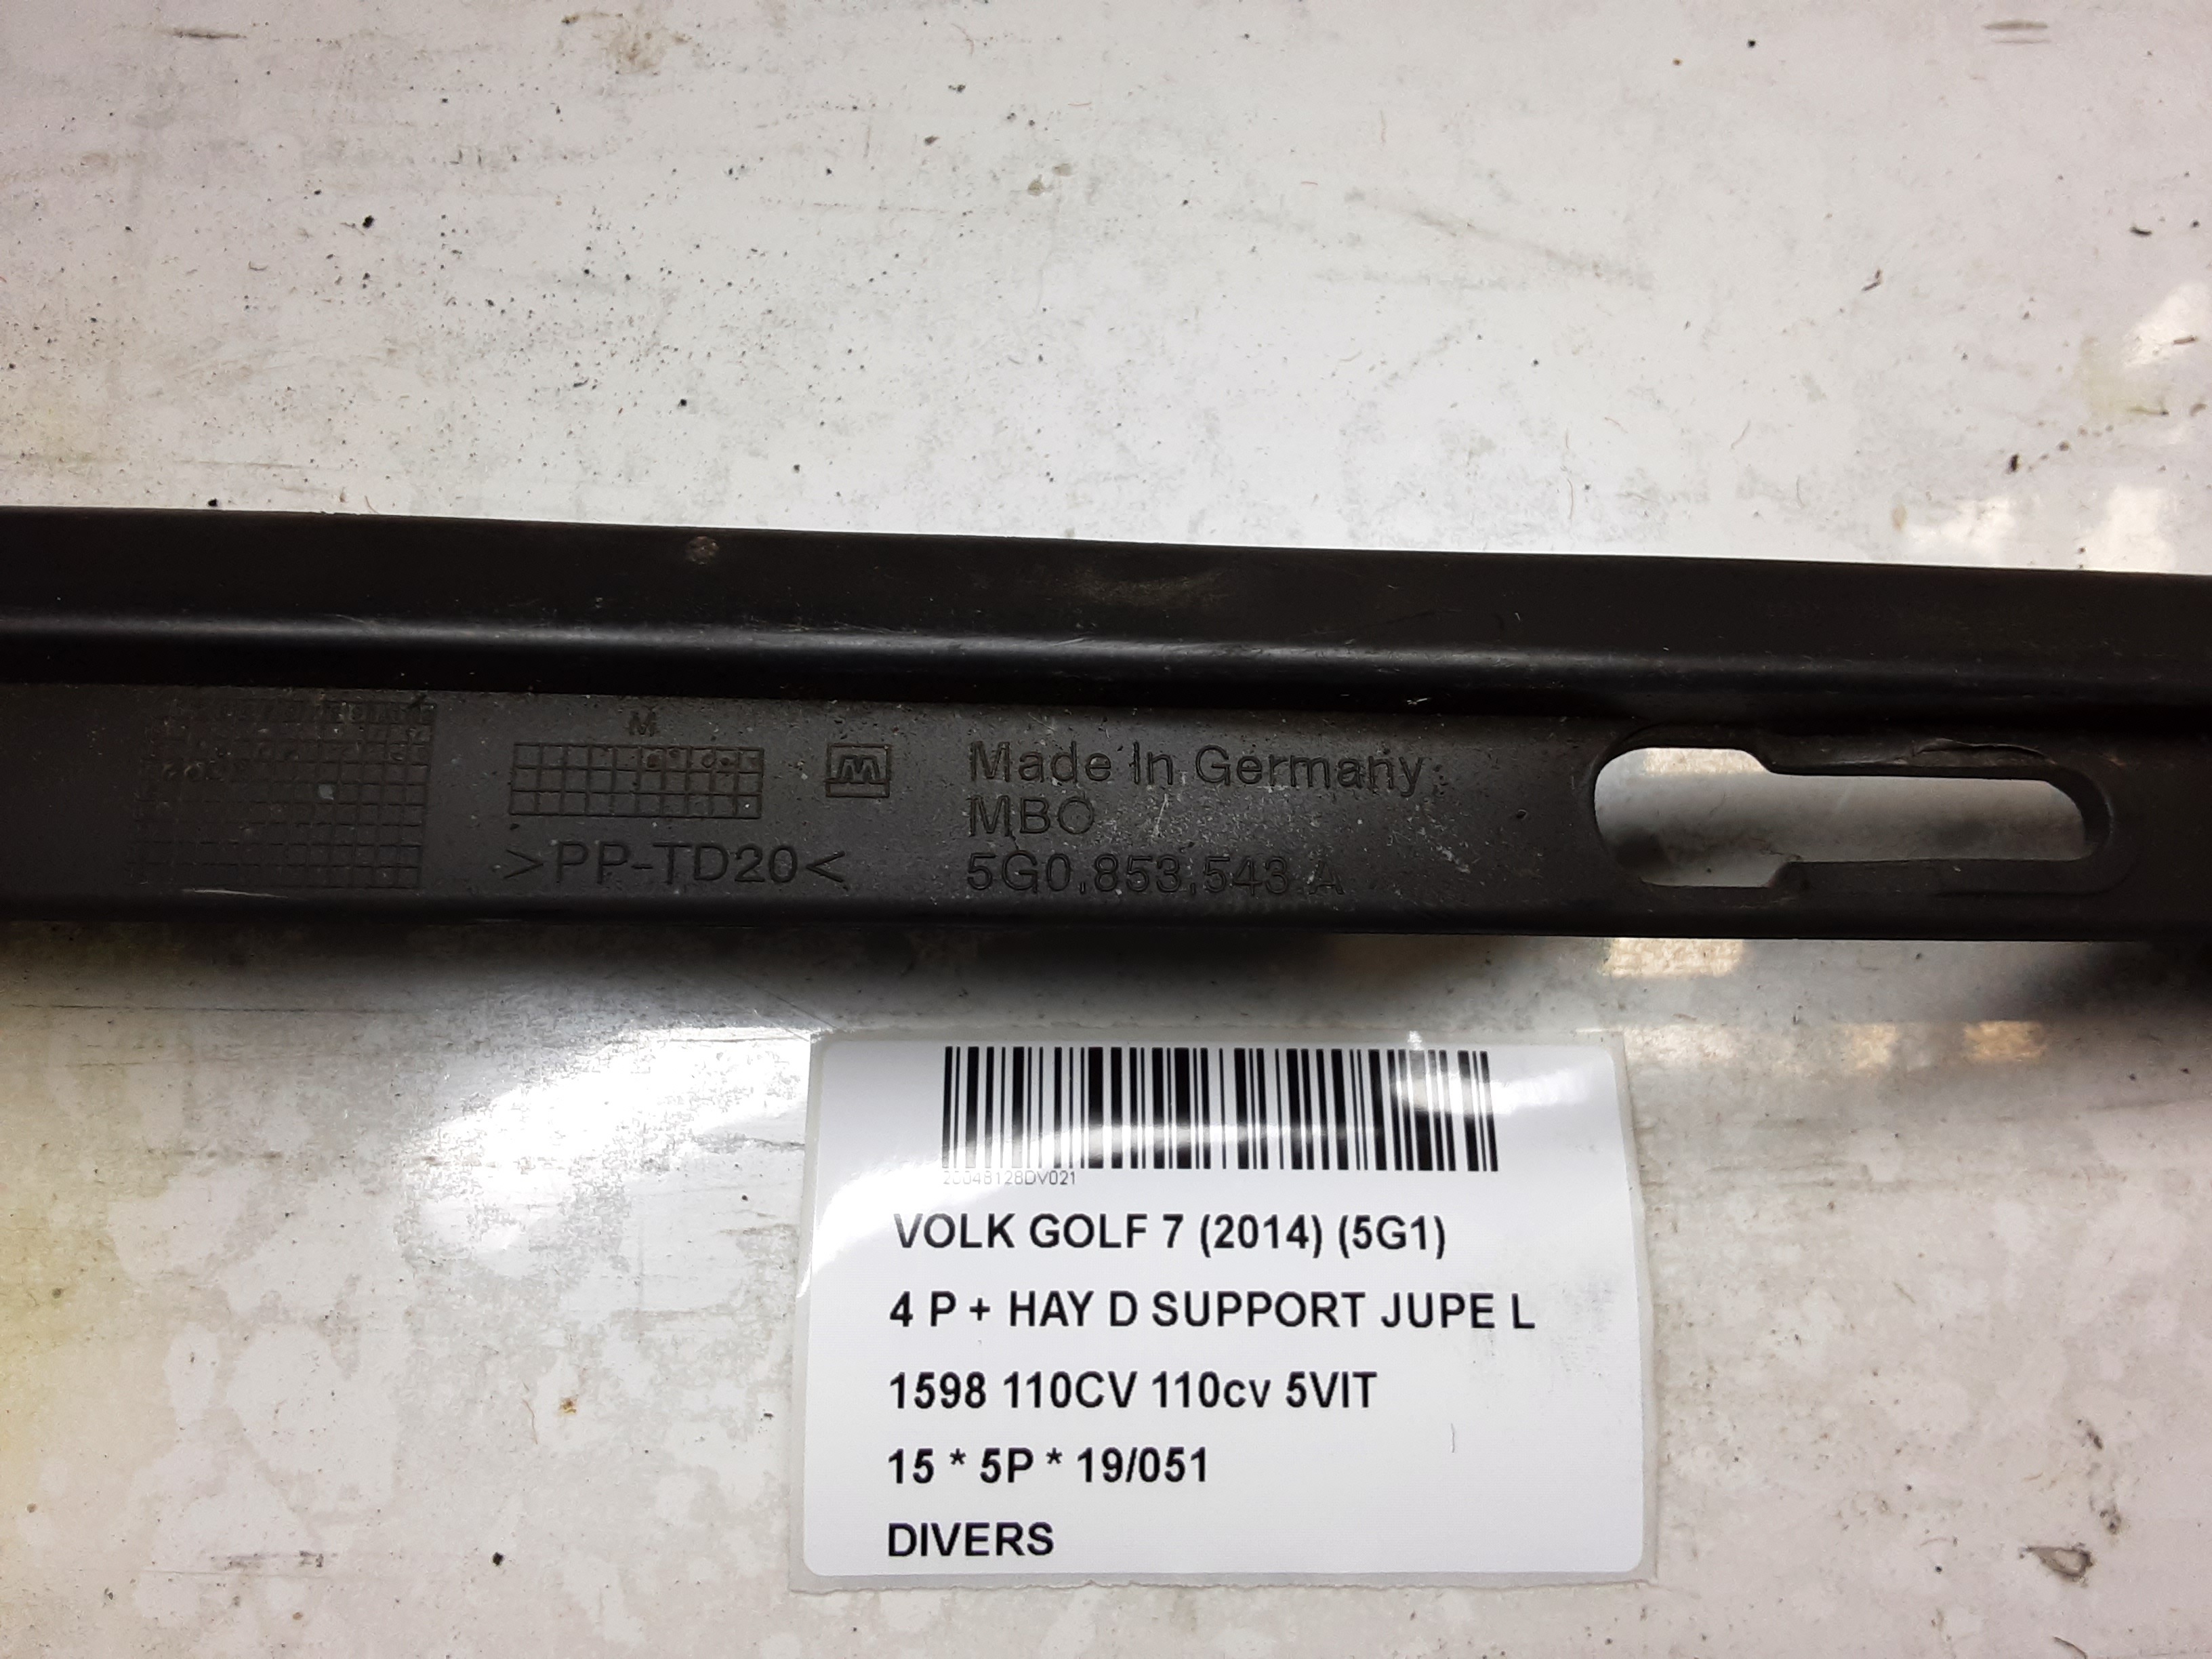 M
Made In Germany
MBO
>PP-TD20<
5G0.853.543.A
20048128DV021
VOLK GOLF 7 (2014) (5G1)
4 P + HAY D SUPPORT JUPE L
1598 110CV 110cv 5VIT
15 * 5P * 19/051
DIVERS